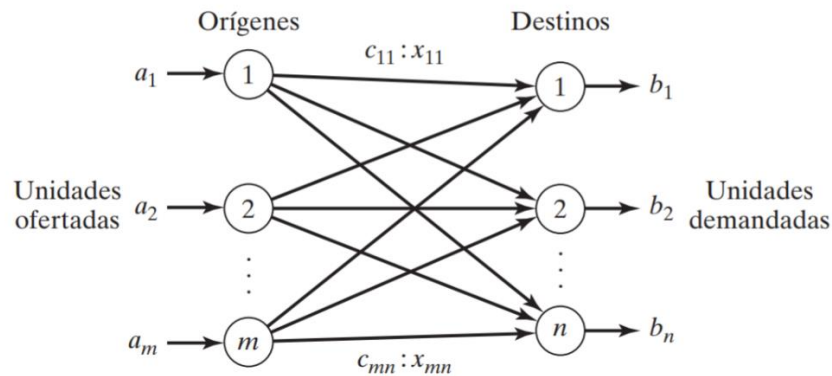 Orígenes Destinos
c11 : x11
a1 1 1 b1
Unidades ofertadas a2 2 2 b2 Unidades demandadas
⋮ ⋮
am m n bn
cmn : xmn